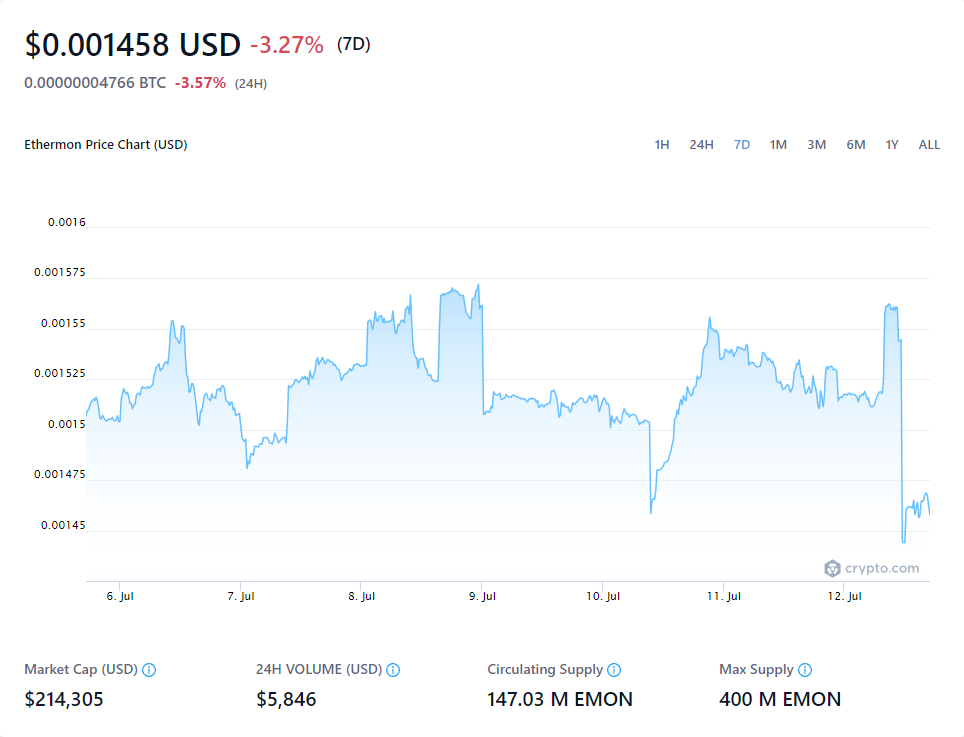 $0.001458 USD -3.27% (7D)
0.00000004766 BTC -3.57% (24H)
Ethermon Price Chart (USD) 1H 24H 7D 1M 3M 6M 1Y ALL
0.0016
0.001575
0.00155
0.001525
0.0015
0.001475
0.00145
crypto.com
6. Jul 7. Jul 8. Jul 9. Jul 10. Jul 11. Jul 12. Jul
Market Cap (USD) 24H VOLUME (USD) Circulating Supply Max Supply
$214,305 $5,846 147.03 M EMON 400 M EMON